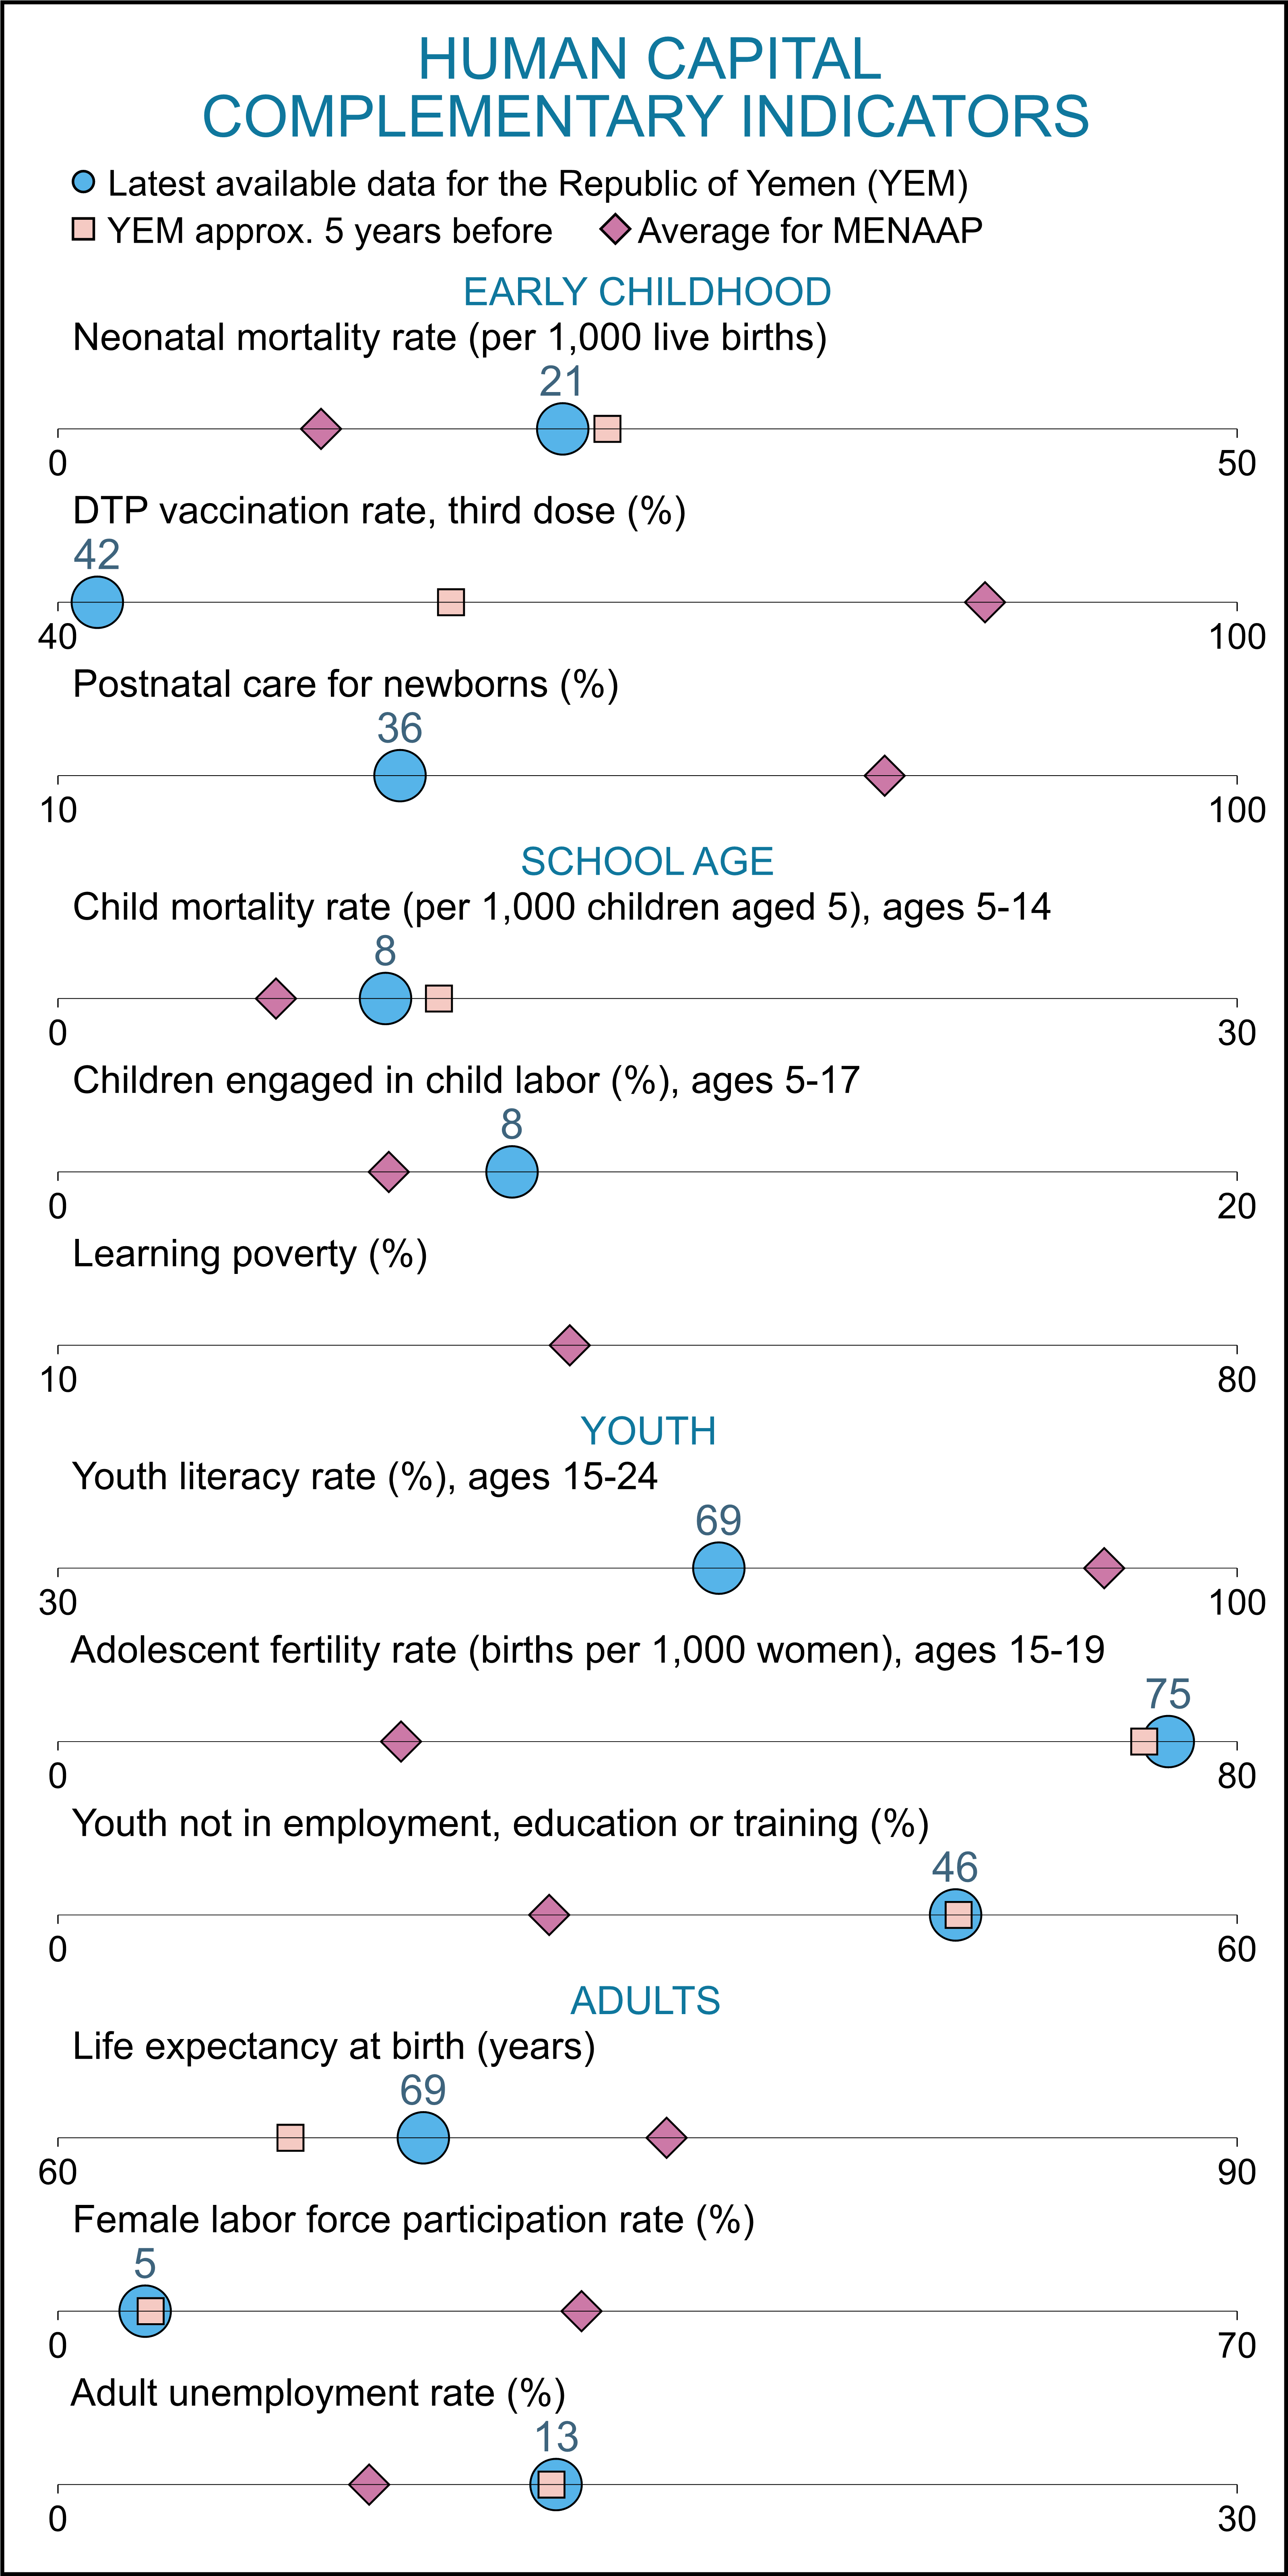 HUMAN CAPITAL
COMPLEMENTARY INDICATORS
Latest available data for the Republic of Yemen (YEM)
YEM approx. 5 years before Average for MENAAP
EARLY CHILDHOOD
Neonatal mortality rate (per 1,000 live births)
21
0 50
DTP vaccination rate, third dose (%)
42
40 100
Postnatal care for newborns (%)
36
10 100
SCHOOL AGE
Child mortality rate (per 1,000 children aged 5), ages 5-14
8
0 30
Children engaged in child labor (%), ages 5-17
8
0 20
Learning poverty (%)
10 80
YOUTH
Youth literacy rate (%), ages 15-24
69
30 100
Adolescent fertility rate (births per 1,000 women), ages 15-19
75
0 80
Youth not in employment, education or training (%)
46
0 60
ADULTS
Life expectancy at birth (years)
69
60 90
Female labor force participation rate (%)
5
0 70
Adult unemployment rate (%)
13
0 30